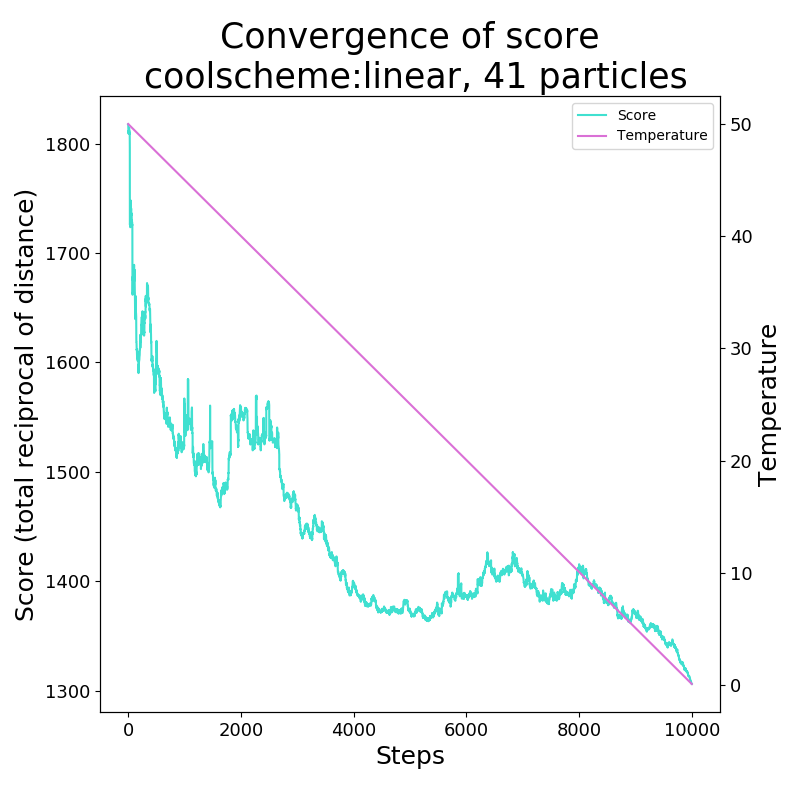 Convergence of score
coolscheme:linear, 41 particles
Score
Temperature
Score (total reciprocal of distance)
1800
1700
1600
1500
1400
1300
50
40
30
20
10
0
Temperature
0
2000
4000
6000
8000
10000
Steps